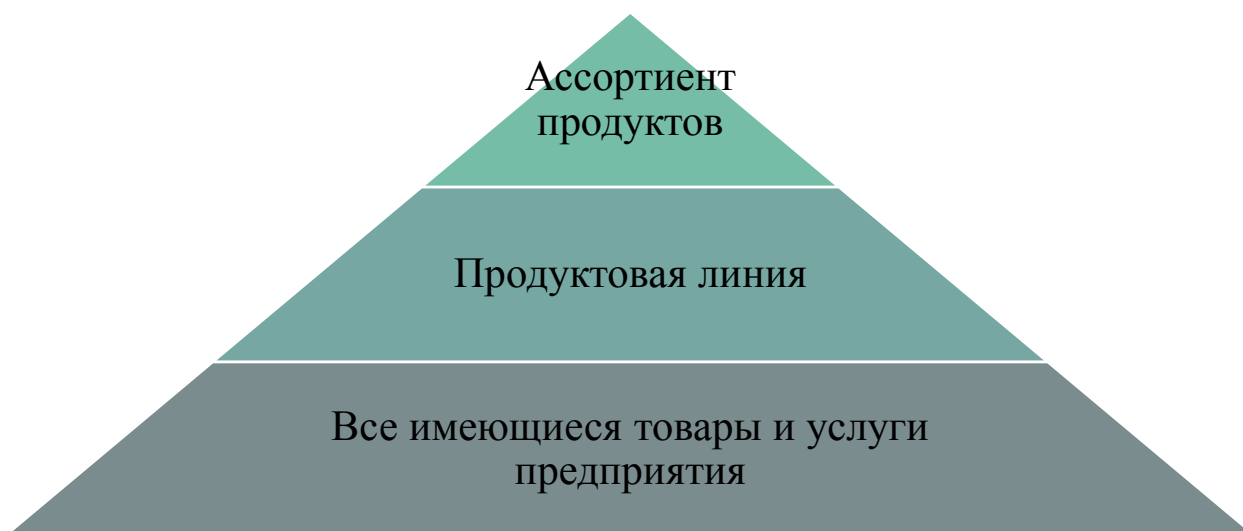 Ассортиент
продуктов
Продуктовая линия
Все имеющиеся товары и услуги
предприятия